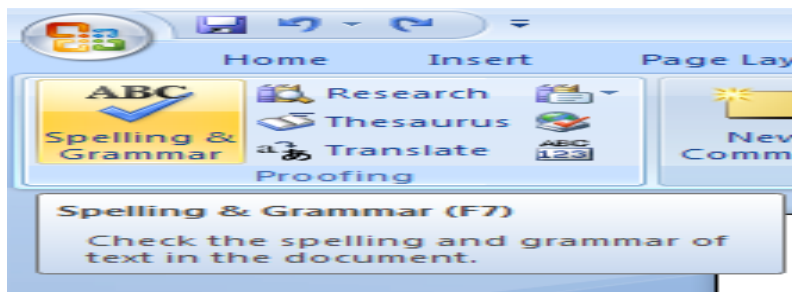 Home Insert Page Lay
ABC Research
Spelling & Thesaurus
Grammar Translate ABC
123
New
Comm
Proofing
Spelling & Grammar (F7)
Check the spelling and grammar of
text in the document.